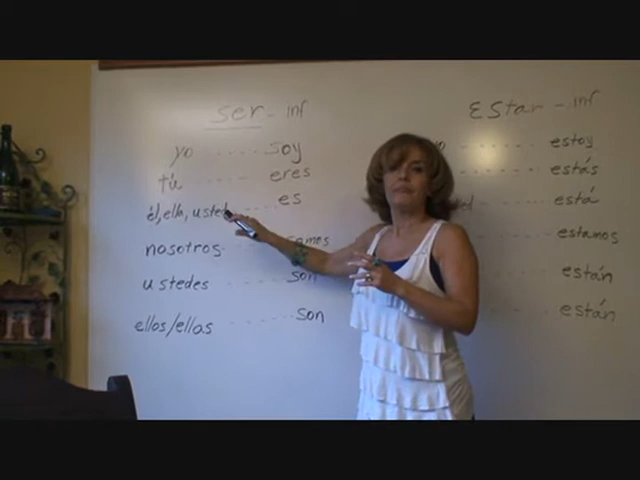 ser - inf
yo .... soy
tú .... eres
él, ella, usted es
nosotros.
ustedes son
ellos/ellas .... son
EStar - inf
estoy
estás
está
estamos
están
están